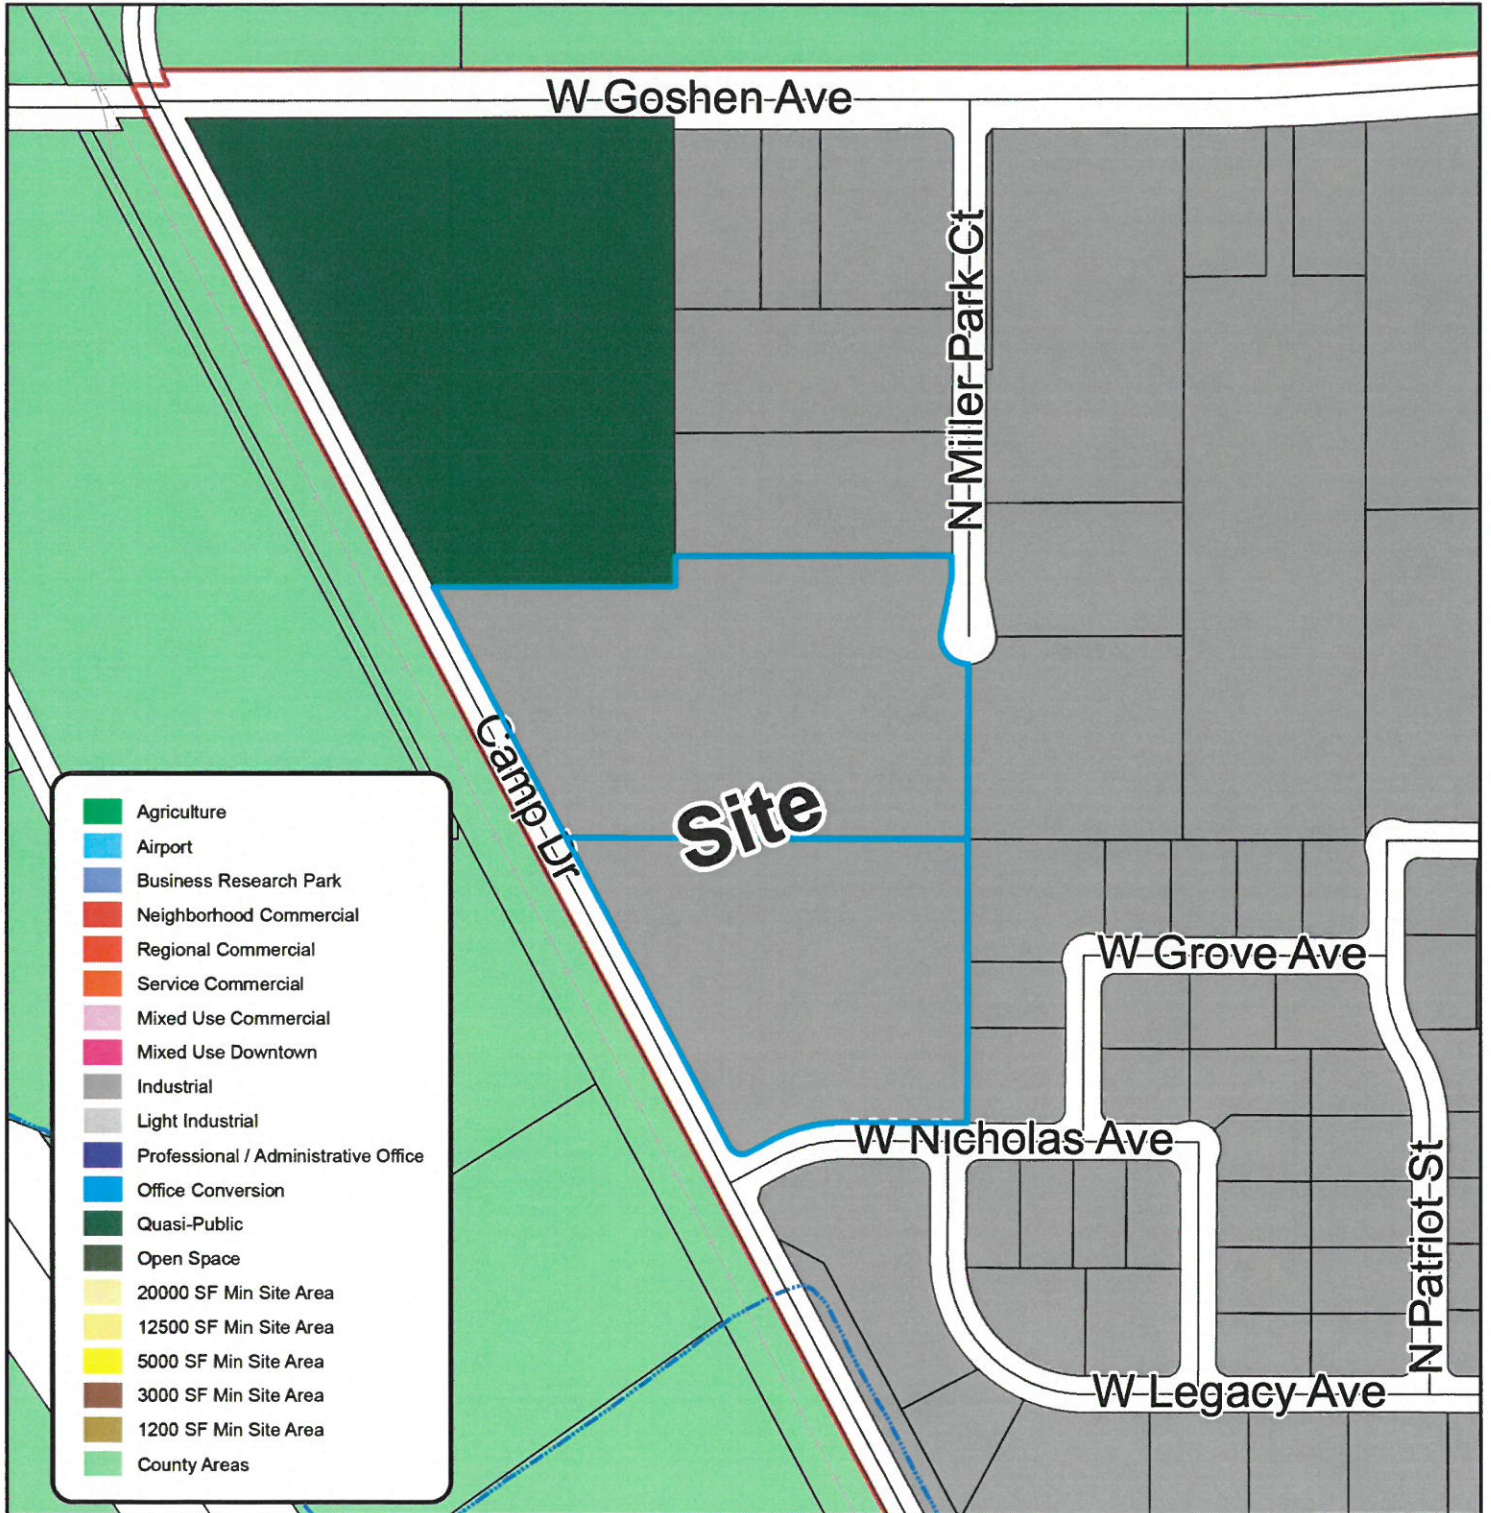 W Goshen Ave
N Miller Park Ct
Camp Dr
Site
W Grove Ave
W Nicholas Ave
N Patriot St
W Legacy Ave
Agriculture
Airport
Business Research Park
Neighborhood Commercial
Regional Commercial
Service Commercial
Mixed Use Commercial
Mixed Use Downtown
Industrial
Light Industrial
Professional / Administrative Office
Office Conversion
Quasi-Public
Open Space
20000 SF Min Site Area
12500 SF Min Site Area
5000 SF Min Site Area
3000 SF Min Site Area
1200 SF Min Site Area
County Areas